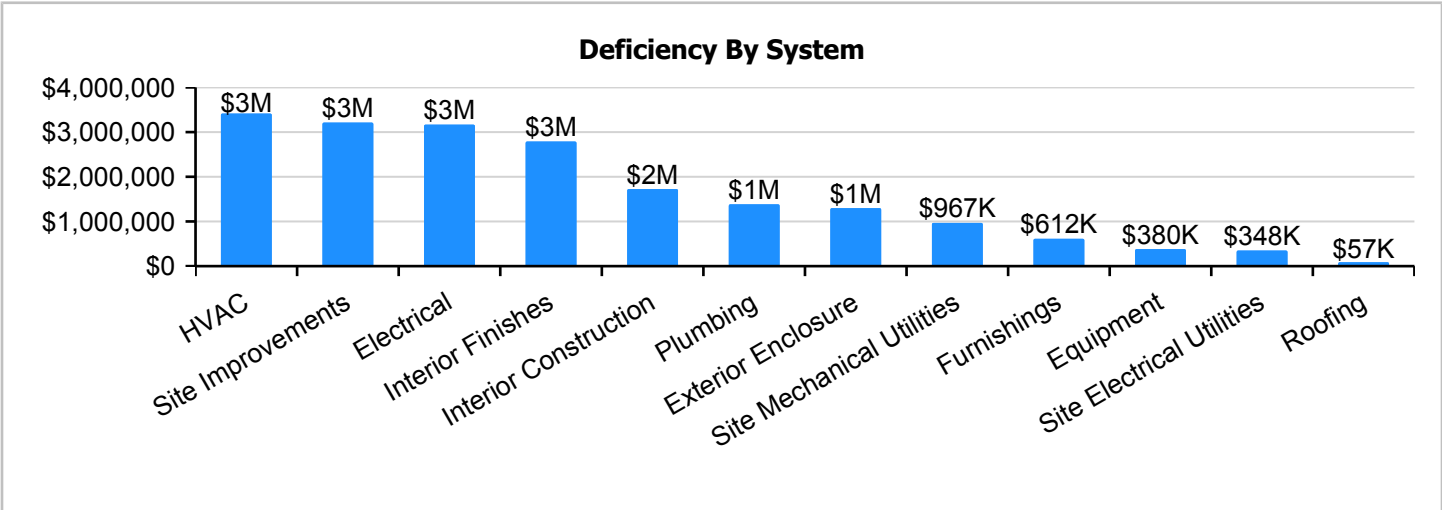 Deficiency By System
$4,000,000
$3,000,000
$2,000,000
$1,000,000
$0
$3M
$3M
$3M
$3M
$2M
$1M
$1M
$967K
$612K
$380K
$348K
$57K
HVAC
Site Improvements
Electrical
Interior Finishes
Interior Construction
Plumbing
Exterior Enclosure
Site Mechanical Utilities
Furnishings
Equipment
Site Electrical Utilities
Roofing